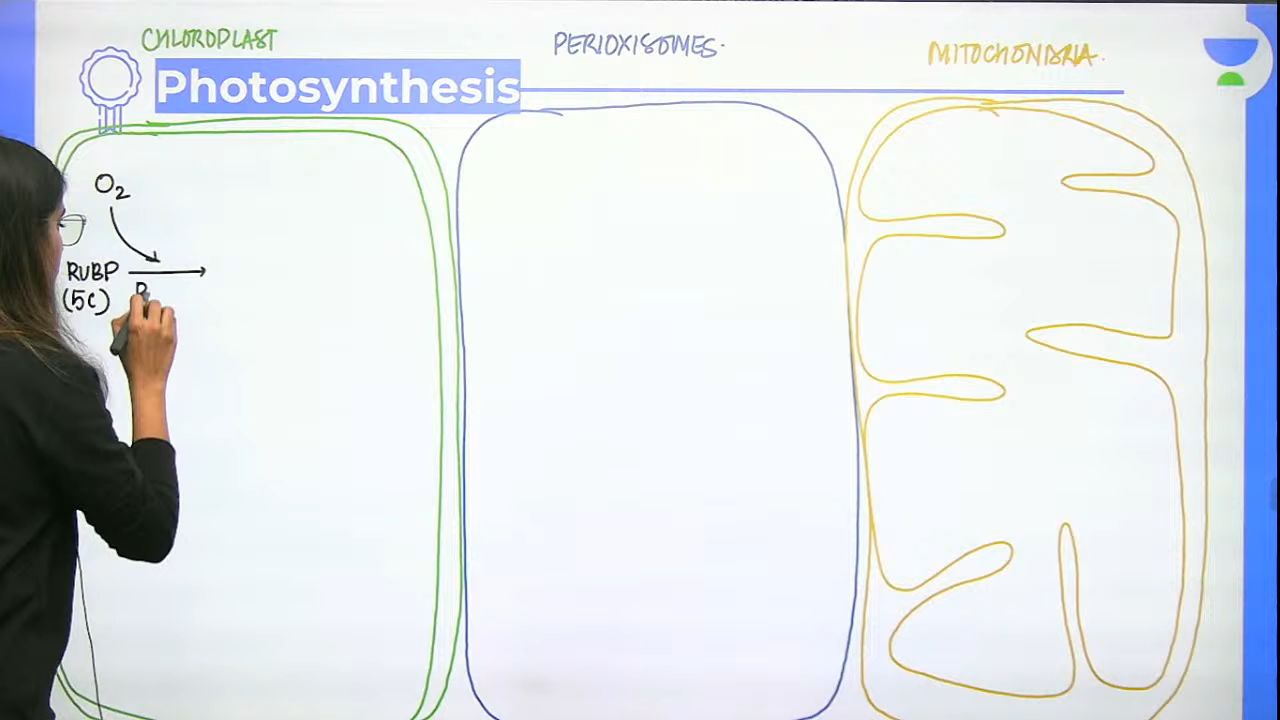 CHLOROPLAST
PERIOXISOMES.
MITOCHONDRIA.
Photosynthesis
O2
RUBP
(5C)